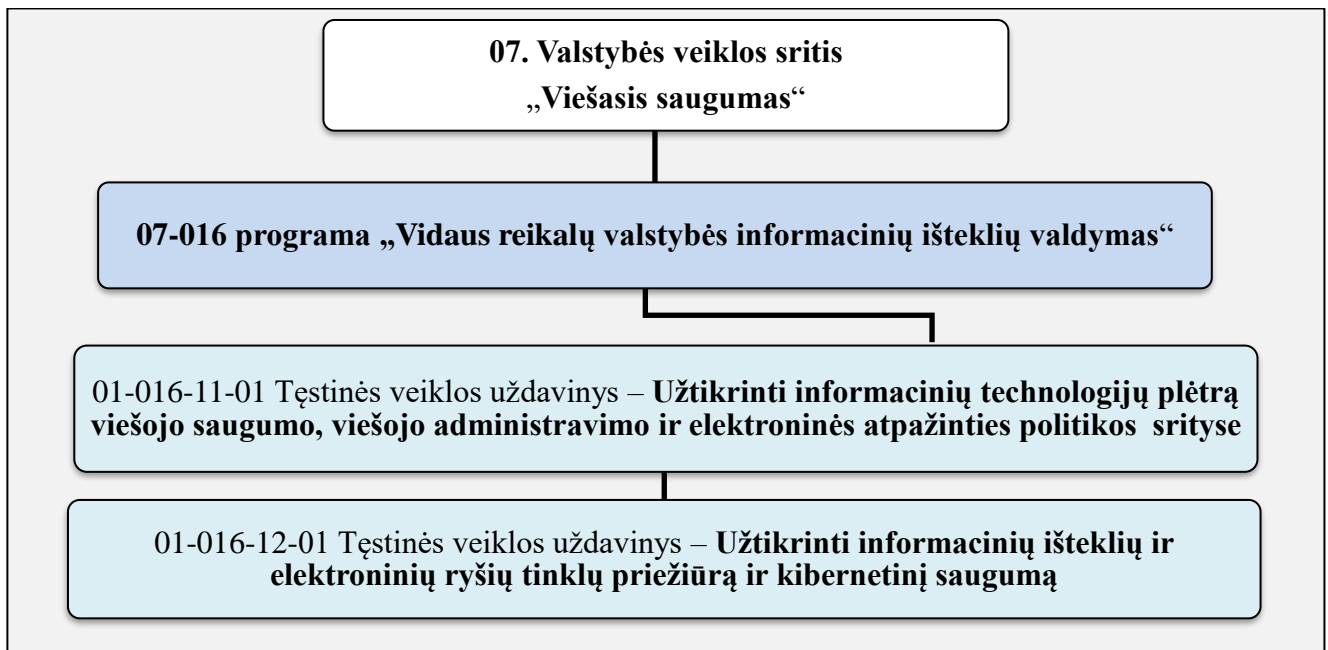 07. Valstybės veiklos sritis
„Viešasis saugumas“
07-016 programa „Vidaus reikalų valstybės informacinių išteklių valdymas“
01-016-11-01 Tęstinės veiklos uždavinys – Užtikrinti informacinių technologijų plėtrą
viešojo saugumo, viešojo administravimo ir elektroninės atpažinties politikos  srityse
01-016-12-01 Tęstinės veiklos uždavinys – Užtikrinti informacinių išteklių ir
elektroninių ryšių tinklų priežiūrą ir kibernetinį saugumą